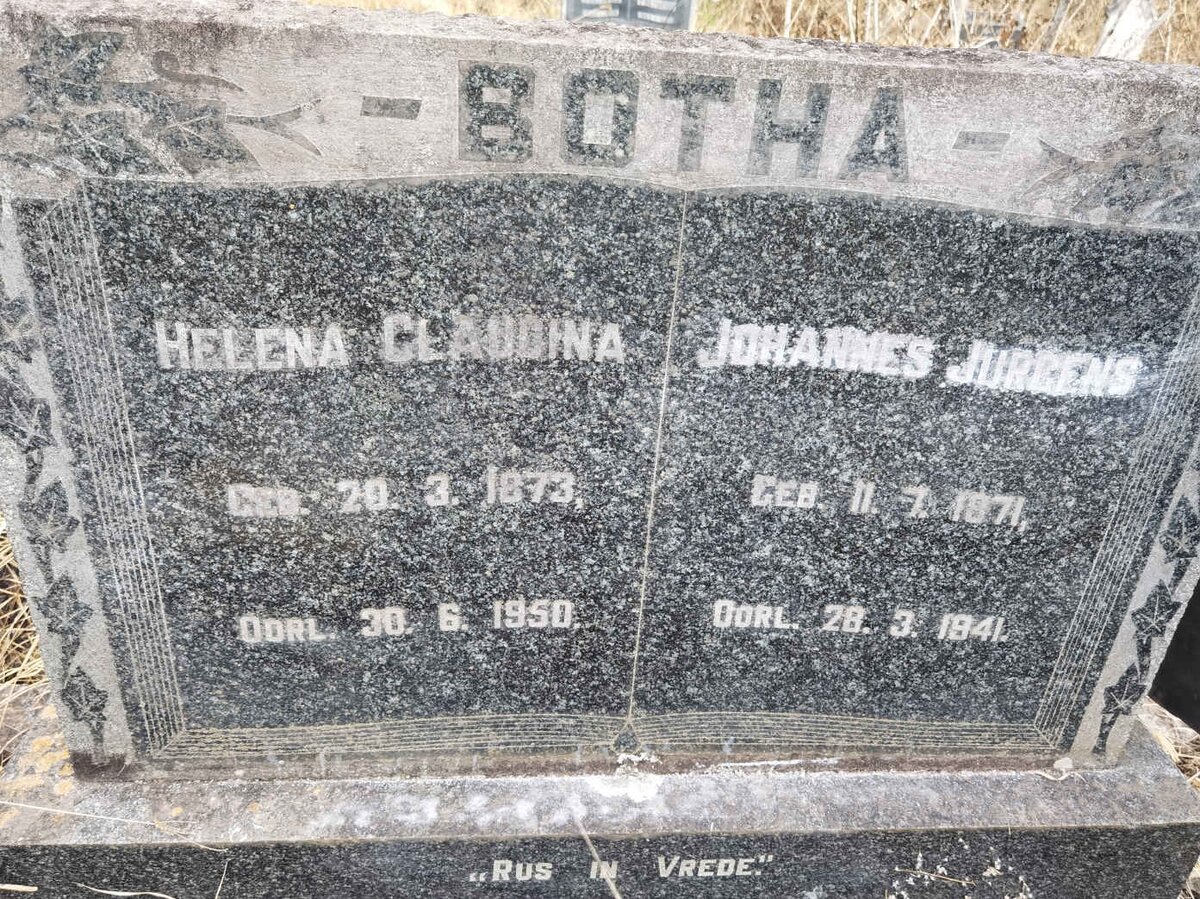 - BOTHA -
HELENA CLAUDINA
GEB. 20. 3. 1873,
OORL. 30. 6. 1950.
JOHANNES JURGENS
GEB. 11. 7. 1871,
OORL. 28. 3. 1941.
„RUS IN VREDE."